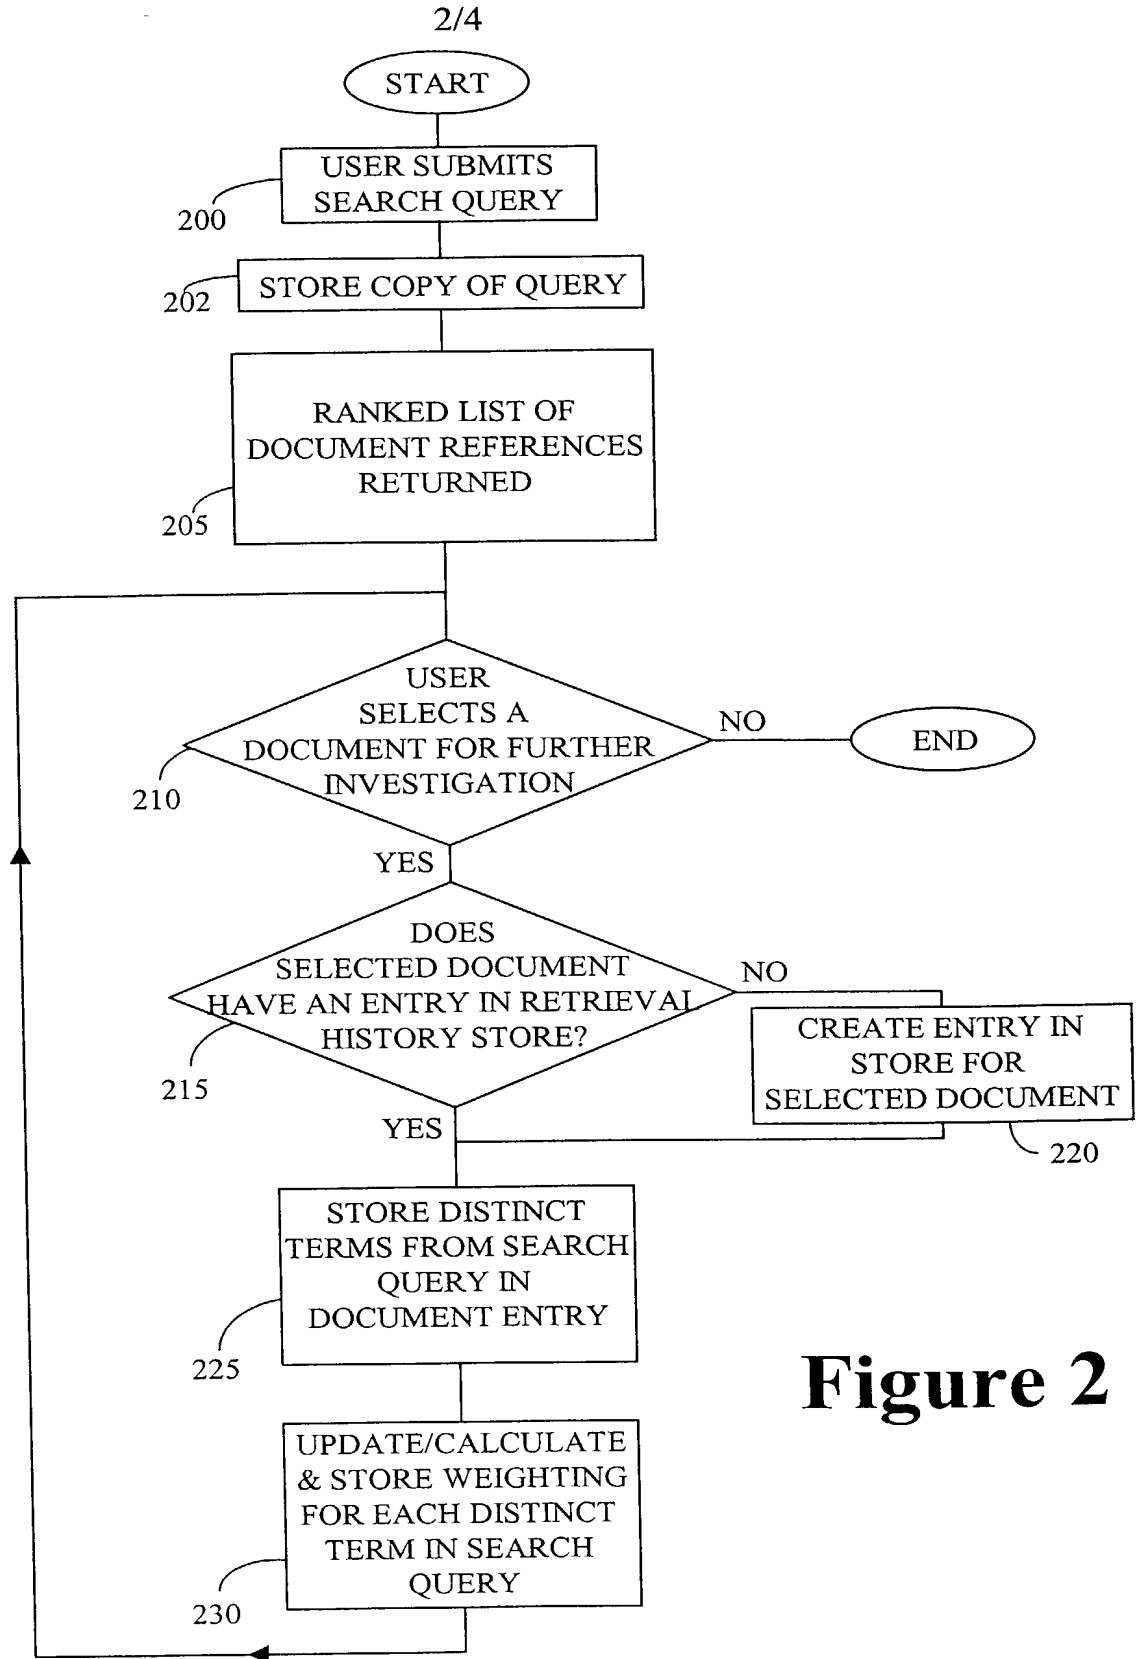 2/4
START
USER SUBMITS
SEARCH QUERY
200
STORE COPY OF QUERY
202
RANKED LIST OF
DOCUMENT REFERENCES
RETURNED
205
USER
SELECTS A
DOCUMENT FOR FURTHER
INVESTIGATION
210
NO
END
YES
DOES
SELECTED DOCUMENT
HAVE AN ENTRY IN RETRIEVAL
HISTORY STORE?
215
NO
CREATE ENTRY IN
STORE FOR
SELECTED DOCUMENT
220
YES
STORE DISTINCT
TERMS FROM SEARCH
QUERY IN
DOCUMENT ENTRY
225
UPDATE/CALCULATE
& STORE WEIGHTING
FOR EACH DISTINCT
TERM IN SEARCH
QUERY
230
Figure 2